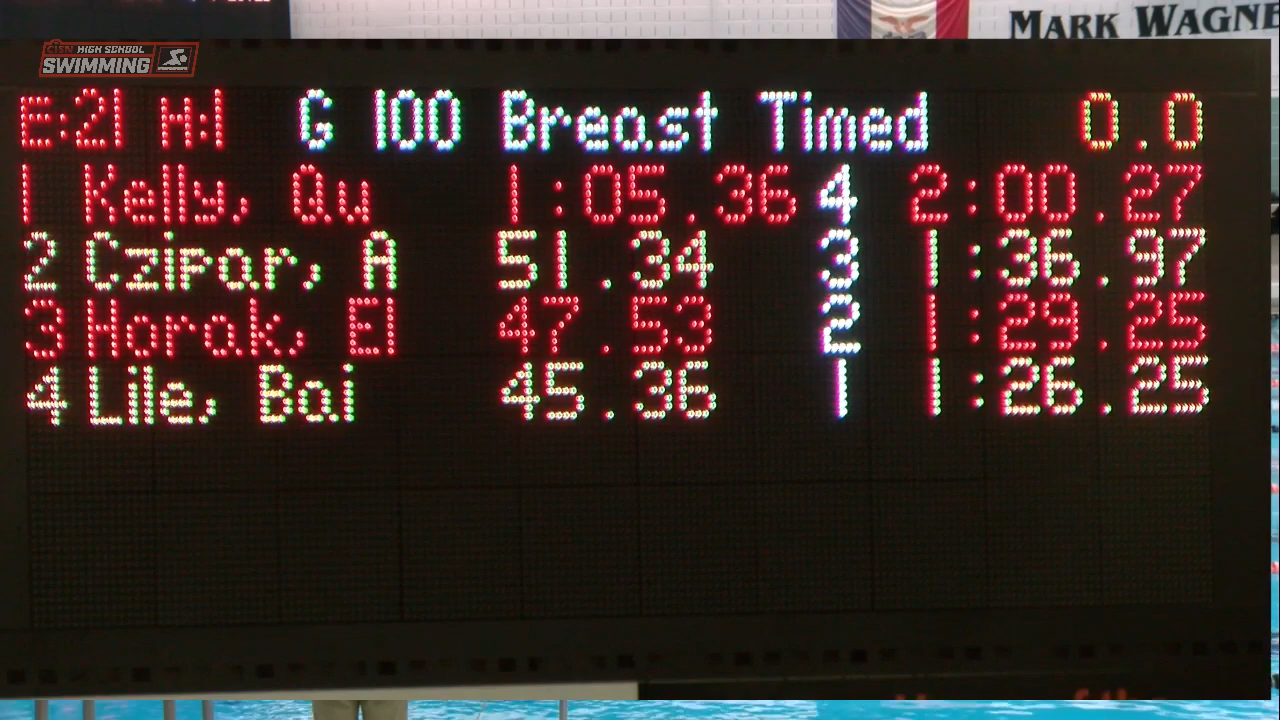 MARK WAGNE
CISN HIGH SCHOOL
SWIMMING
E:21 H:1 G 100 Breast Timed 0.0
1 Kelly, Qu 1:05.36 4 2:00.27
2 Czipar, A 51.34 3 1:36.97
3 Horak, El 47.53 2 1:29.25
4 Lile, Bai 45.36 1 1:26.25